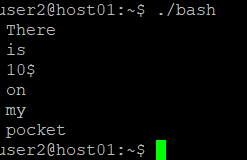 user2@host01:~$ ./bash
There
is
10$
on
my
pocket
user2@host01:~$